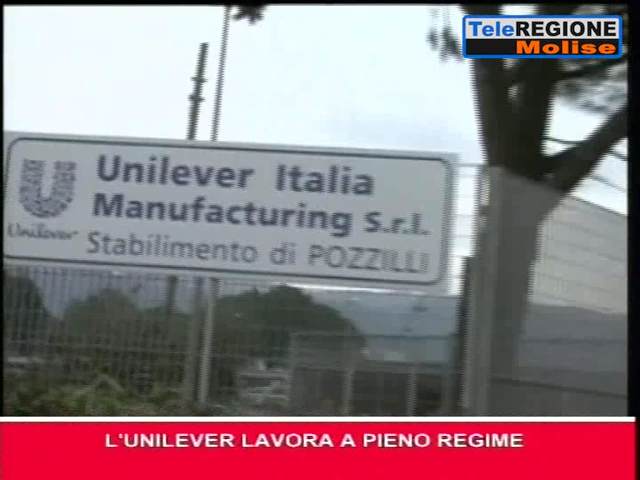 TeleREGIONE
Molise
Unilever Italia
Manufacturing S.r.l.
Unilever
Stabilimento di POZZILLI
L'UNILEVER LAVORA A PIENO REGIME